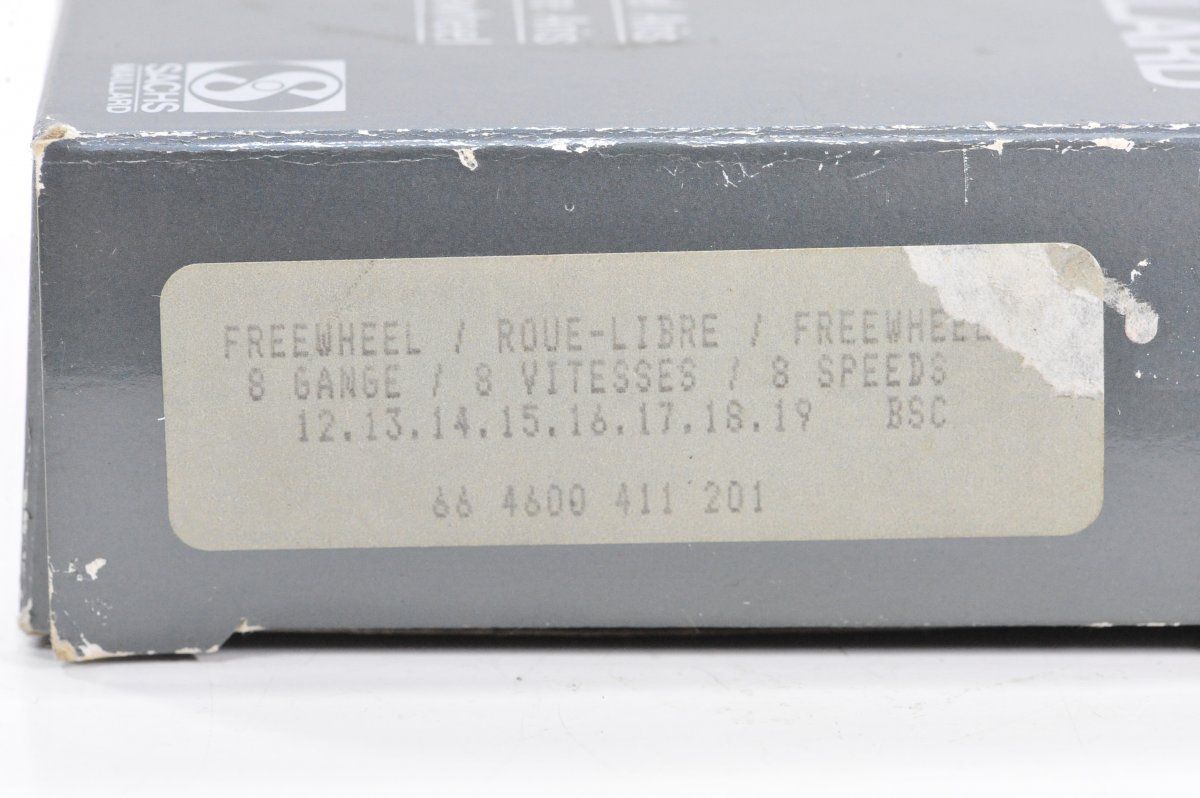 SACHS
MAILLARD
FREEWHEEL / ROUE-LIBRE / FREEWHEEL
8 GANGE / 8 VITESSES / 8 SPEEDS
12.13.14.15.16.17.18.19 BSC
66 4600 411 201